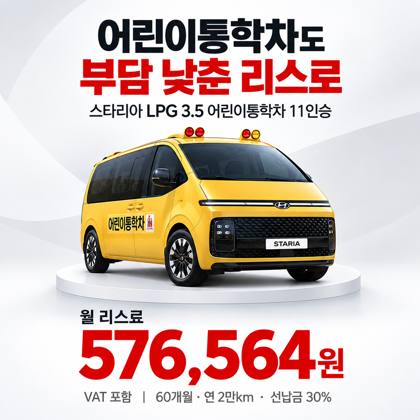 어린이통학차도
부담 낮춘 리스로
스타리아 LPG 3.5 어린이통학차 11인승
어린이통학차
STARIA
월 리스료
576,564원
VAT 포함 | 60개월 · 연 2만km · 선납금 30%